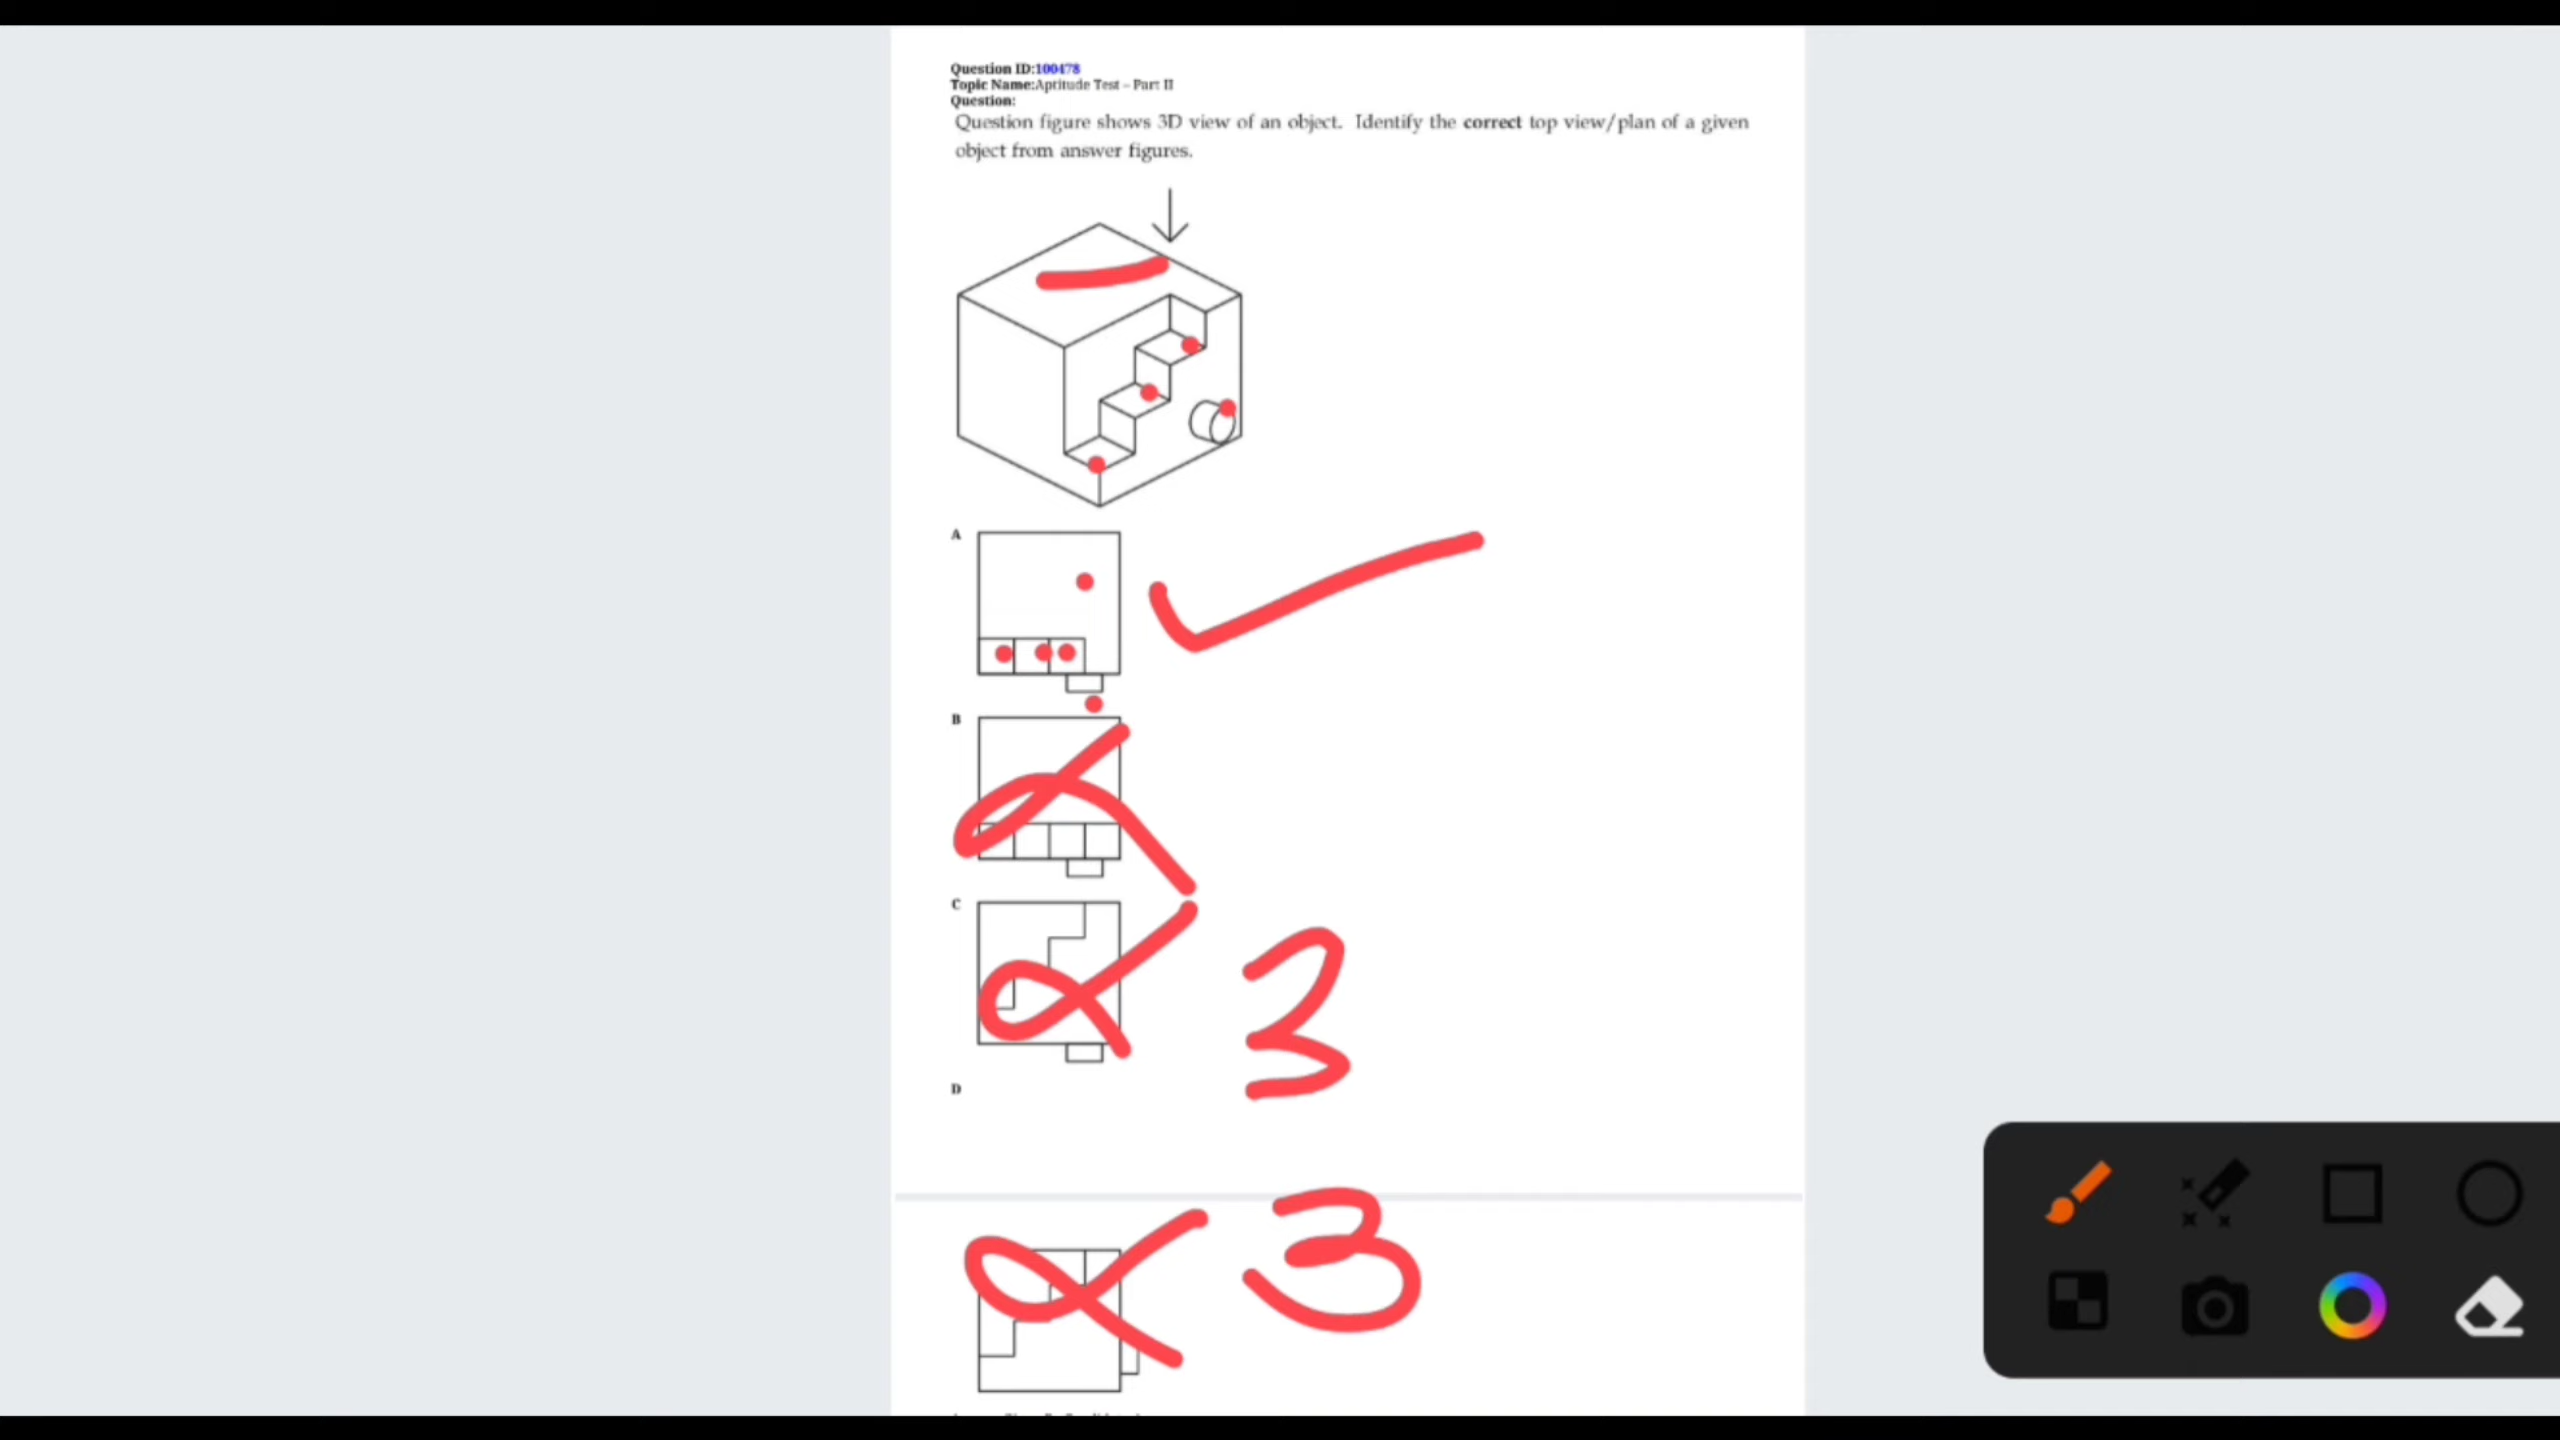 Question ID:100478
Topic Name:Aptitude Test – Part II
Question:
Question figure shows 3D view of an object. Identify the correct top view/plan of a given
object from answer figures.
A
B
C
3
D
3